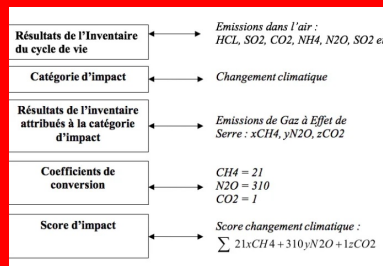 Emissions dans l'air :
Résultats de l'Inventaire
du cycle de vie
HCL, SO2, CO2, NH4, N2O, SO2 et
Catégorie d'impact
Changement climatique
Résultats de l'inventaire
attribués à la catégorie
d'impact
Emissions de Gaz à Effet de
Serre : xCH4, yN2O, zCO2
Coefficients de
conversion
CH4 = 21
N2O = 310
CO2 = 1
Score d'impact
Score changement climatique :
∑ 21xCH4+310yN2O+1zCO2